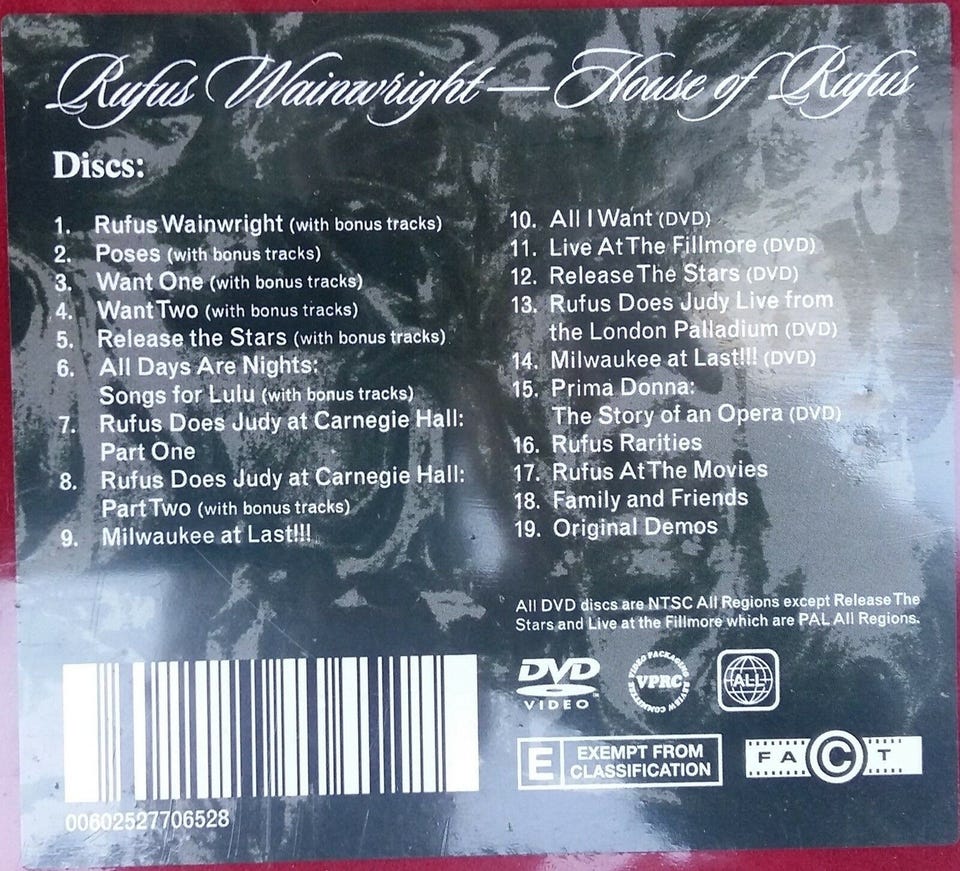 Rufus Wainwright — House of Rufus
Discs:
1. Rufus Wainwright (with bonus tracks)
2. Poses (with bonus tracks)
3. Want One (with bonus tracks)
4. Want Two (with bonus tracks)
5. Release the Stars (with bonus tracks)
6. All Days Are Nights:
Songs for Lulu (with bonus tracks)
7. Rufus Does Judy at Carnegie Hall:
Part One
8. Rufus Does Judy at Carnegie Hall:
Part Two (with bonus tracks)
9. Milwaukee at Last!!!
10. All I Want (DVD)
11. Live At The Fillmore (DVD)
12. Release The Stars (DVD)
13. Rufus Does Judy Live from
the London Palladium (DVD)
14. Milwaukee at Last!!! (DVD)
15. Prima Donna:
The Story of an Opera (DVD)
16. Rufus Rarities
17. Rufus At The Movies
18. Family and Friends
19. Original Demos
All DVD discs are NTSC All Regions except Release The
Stars and Live at the Fillmore which are PAL All Regions.
DVD
VIDEO
VIDEO PACKAGING REVIEW COMMITTEE
VPRC
ALL
E EXEMPT FROM
CLASSIFICATION
FACT
00602527706528